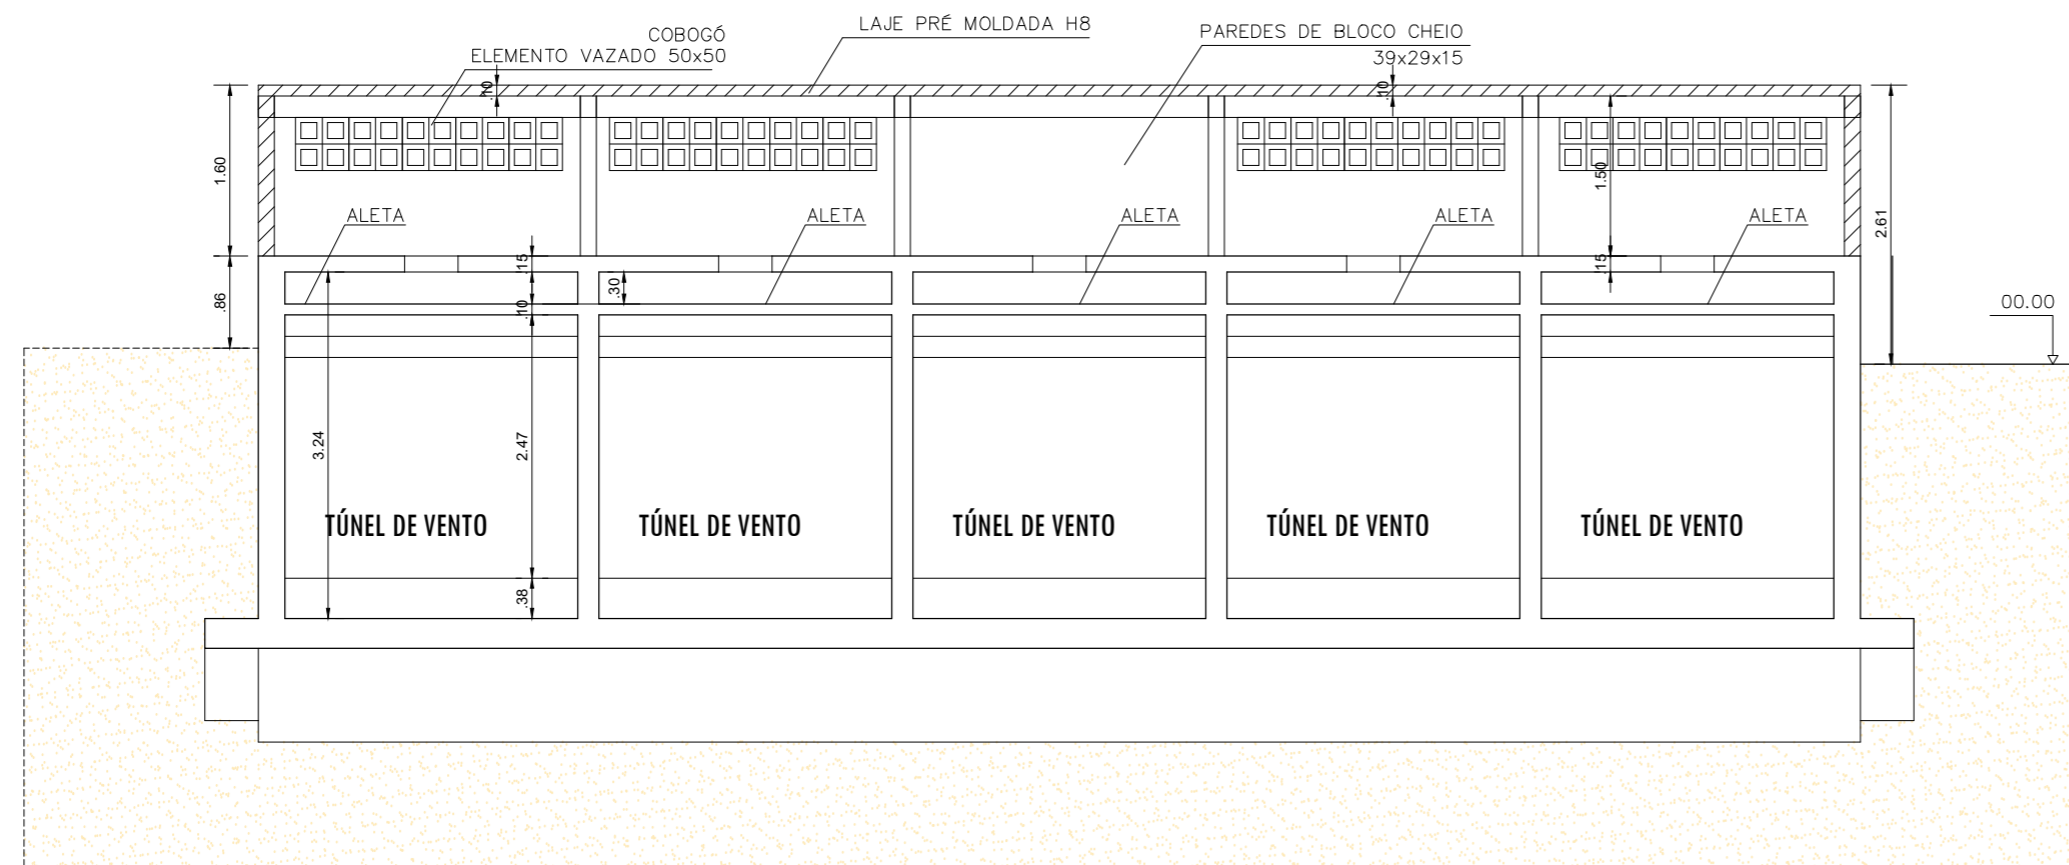 COBOGÓ
ELEMENTO VAZADO 50x50
LAJE PRÉ MOLDADA H8
PAREDES DE BLOCO CHEIO
39x29x15
.10
.10
1.60
1.50
2.61
ALETA
ALETA
ALETA
ALETA
ALETA
.15
.15
.86
.30
.10
00.00
3.24
2.47
TÚNEL DE VENTO
TÚNEL DE VENTO
TÚNEL DE VENTO
TÚNEL DE VENTO
TÚNEL DE VENTO
.38